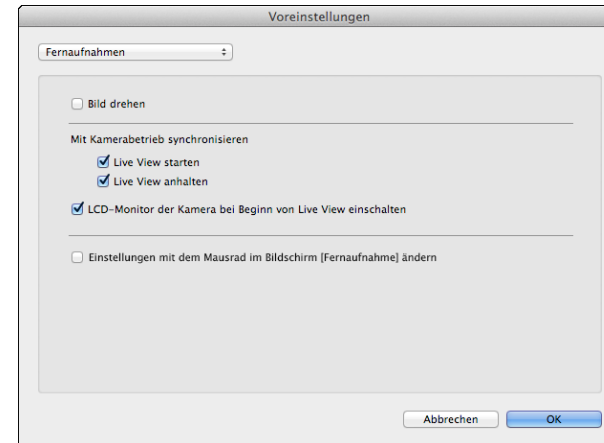 Voreinstellungen
Fernaufnahmen
Bild drehen
Mit Kamerabetrieb synchronisieren
Live View starten
Live View anhalten
LCD-Monitor der Kamera bei Beginn von Live View einschalten
Einstellungen mit dem Mausrad im Bildschirm [Fernaufnahme] ändern
Abbrechen
OK